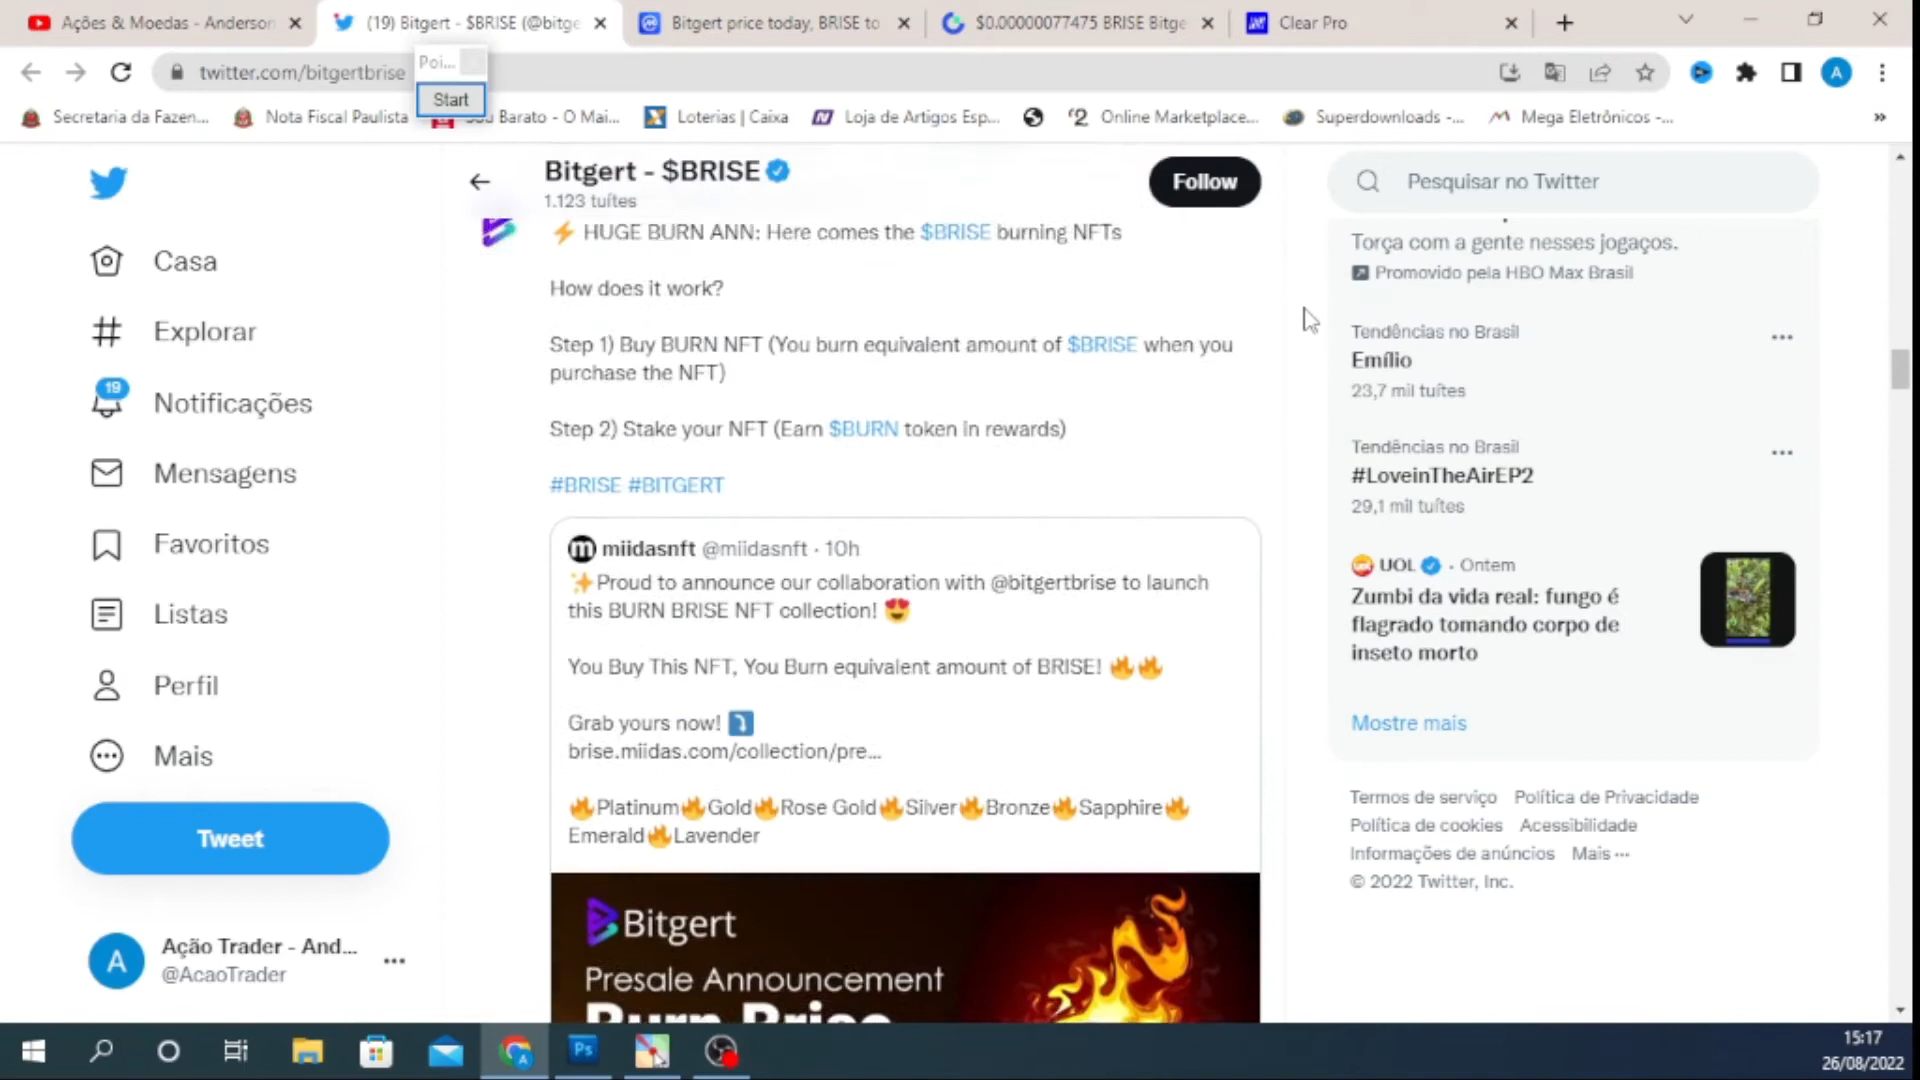 Ações & Moedas - Anderson
(19) Bitgert - $BRISE (@bitge
Bitgert price today, BRISE to
$0.00000077475 BRISE Bitge
Clear Pro
twitter.com/bitgertbrise
Poi...
Start
A
Secretaria da Fazen...
Nota Fiscal Paulista
Barato - O Mai...
Loterias | Caixa
Loja de Artigos Esp...
Online Marketplace...
Superdownloads -...
Mega Eletrônicos -...
»
Bitgert - $BRISE
1.123 tuítes
Follow
Pesquisar no Twitter
Casa
Explorar
19
Notificações
Mensagens
Favoritos
Listas
Perfil
Mais
Tweet
A
Ação Trader - And...
@AcaoTrader
⚡ HUGE BURN ANN: Here comes the $BRISE burning NFTs
How does it work?
Step 1) Buy BURN NFT (You burn equivalent amount of $BRISE when you
purchase the NFT)
Step 2) Stake your NFT (Earn $BURN token in rewards)
#BRISE #BITGERT
miidasnft @miidasnft · 10h
✨Proud to announce our collaboration with @bitgertbrise to launch
this BURN BRISE NFT collection! 😍
You Buy This NFT, You Burn equivalent amount of BRISE! 🔥🔥
Grab yours now! ⤵️
brise.miidas.com/collection/pre...
🔥Platinum🔥Gold🔥Rose Gold🔥Silver🔥Bronze🔥Sapphire🔥
Emerald🔥Lavender
Bitgert
Presale Announcement
Burn Brise
Torça com a gente nesses jogaços.
Promovido pela HBO Max Brasil
Tendências no Brasil
Emílio
23,7 mil tuítes
Tendências no Brasil
#LoveinTheAirEP2
29,1 mil tuítes
UOL · Ontem
Zumbi da vida real: fungo é
flagrado tomando corpo de
inseto morto
Mostre mais
Termos de serviço Política de Privacidade
Política de cookies Acessibilidade
Informações de anúncios Mais ···
© 2022 Twitter, Inc.
Ps
15:17
26/08/2022